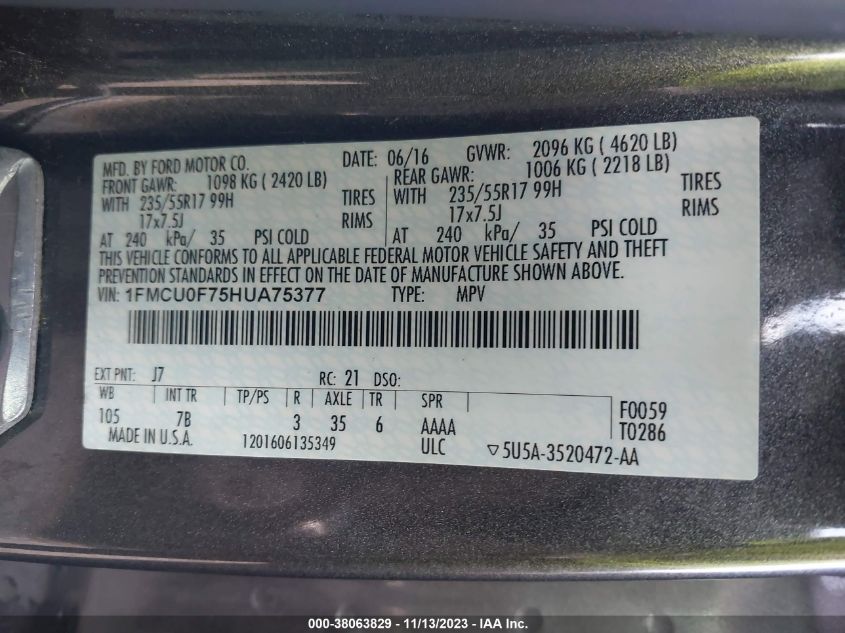 MFD. BY FORD MOTOR CO.
DATE: 06/16
GVWR: 2096 KG ( 4620 LB)
FRONT GAWR: 1098 KG ( 2420 LB)
REAR GAWR: 1006 KG ( 2218 LB)
WITH 235/55R17 99H TIRES
WITH 235/55R17 99H TIRES
17x7.5J RIMS
17x7.5J RIMS
AT 240 kPa/ 35 PSI COLD
AT 240 kPa/ 35 PSI COLD
THIS VEHICLE CONFORMS TO ALL APPLICABLE FEDERAL MOTOR VEHICLE SAFETY AND THEFT
PREVENTION STANDARDS IN EFFECT ON THE DATE OF MANUFACTURE SHOWN ABOVE.
VIN: 1FMCU0F75HUA75377
TYPE: MPV
EXT PNT: J7
RC: 21 DSO:
WB INT TR TP/PS R AXLE TR SPR
105 7B 3 35 6 AAAA
F0059
T0286
MADE IN U.S.A.
1201606135349
ULC
▽5U5A-3520472-AA
000-38063829 - 11/13/2023 - IAA Inc.